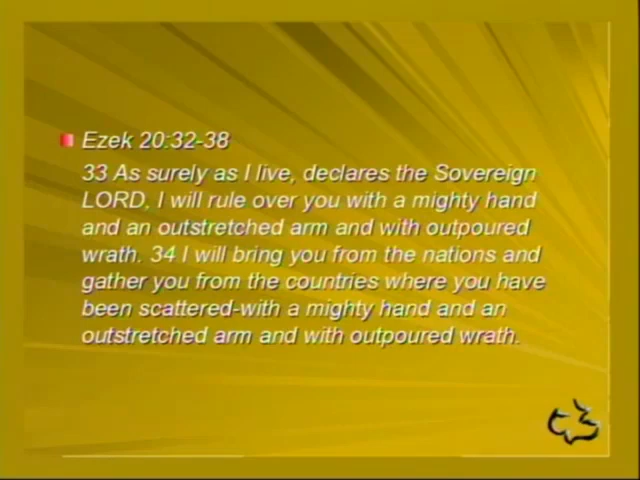 Ezek 20:32-38
33 As surely as I live, declares the Sovereign
LORD, I will rule over you with a mighty hand
and an outstretched arm and with outpoured
wrath. 34 I will bring you from the nations and
gather you from the countries where you have
been scattered-with a mighty hand and an
outstretched arm and with outpoured wrath.